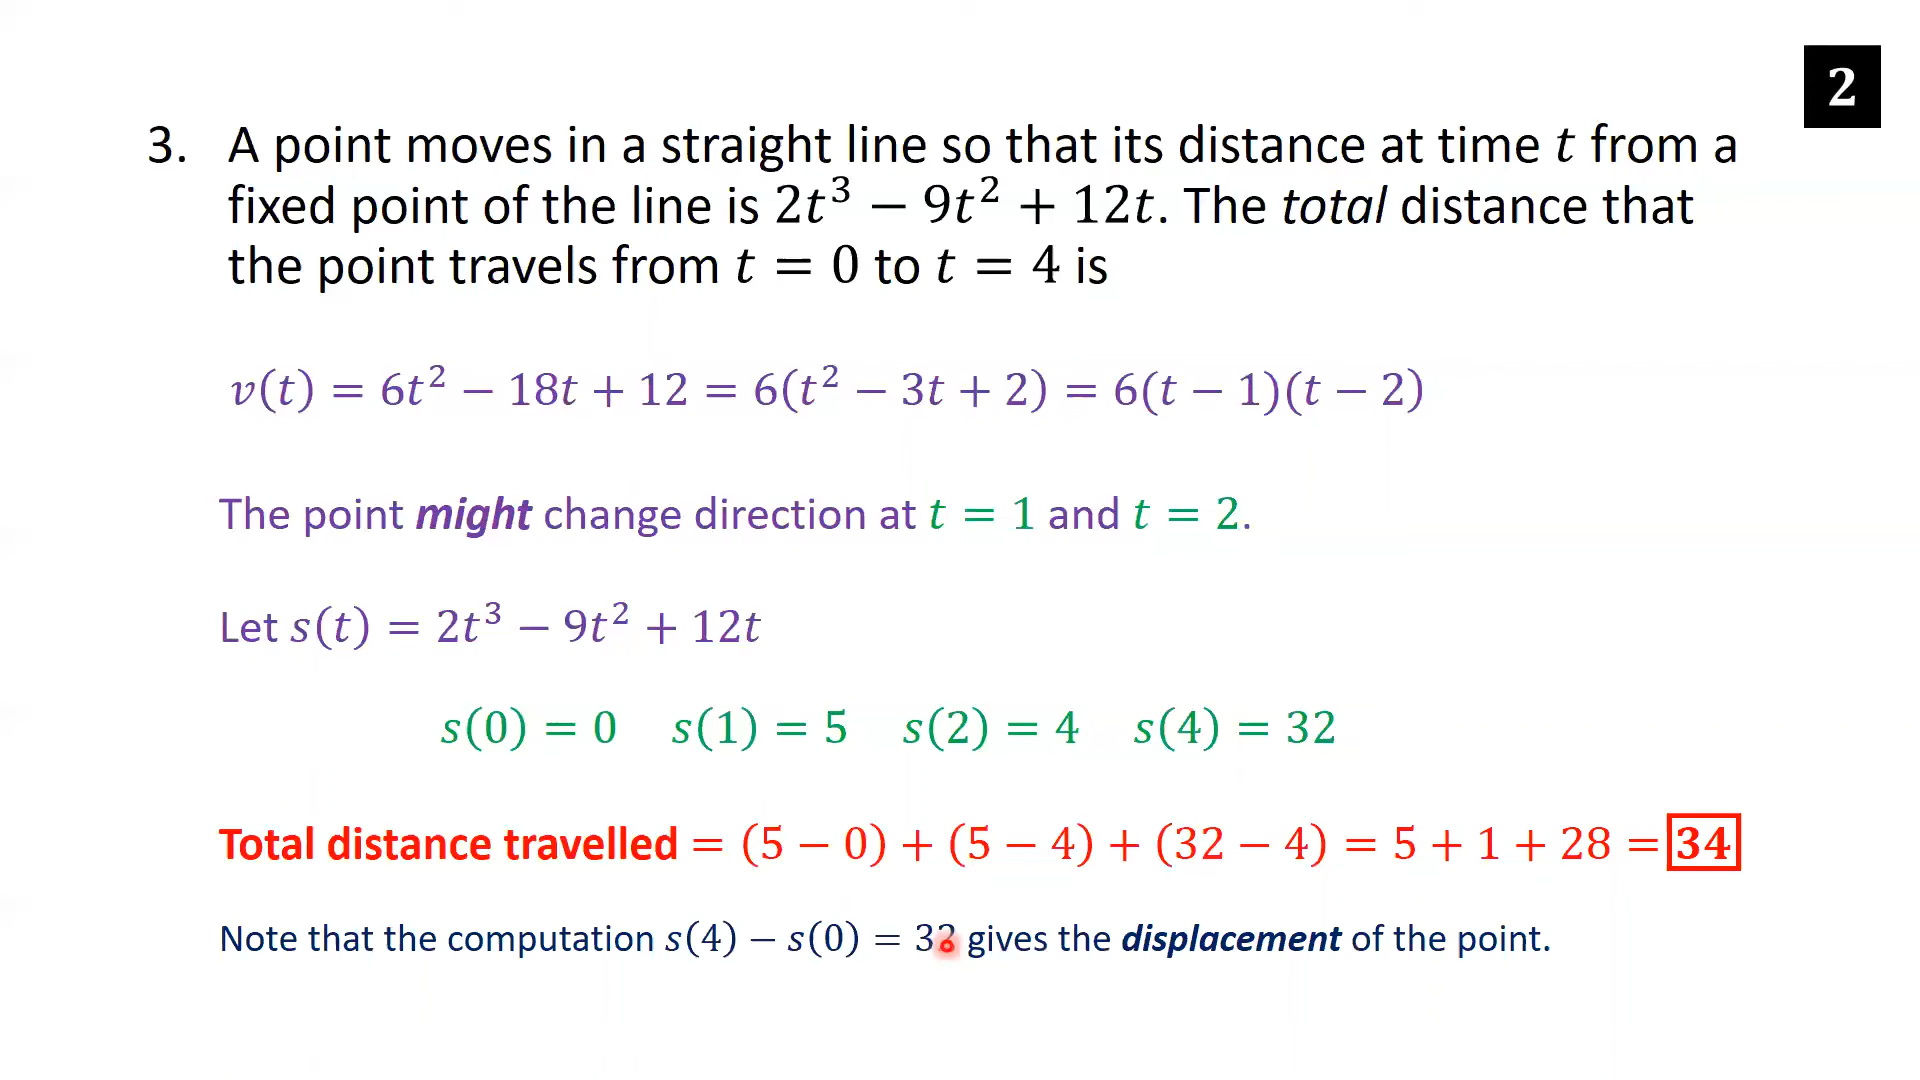 2
3. A point moves in a straight line so that its distance at time t from a
fixed point of the line is 2t³ − 9t² + 12t. The total distance that
the point travels from t = 0 to t = 4 is
v(t) = 6t² − 18t + 12 = 6(t² − 3t + 2) = 6(t − 1)(t − 2)
The point might change direction at t = 1 and t = 2.
Let s(t) = 2t³ − 9t² + 12t
s(0) = 0 s(1) = 5 s(2) = 4 s(4) = 32
Total distance travelled = (5 − 0) + (5 − 4) + (32 − 4) = 5 + 1 + 28 = 34
Note that the computation s(4) − s(0) = 32 gives the displacement of the point.